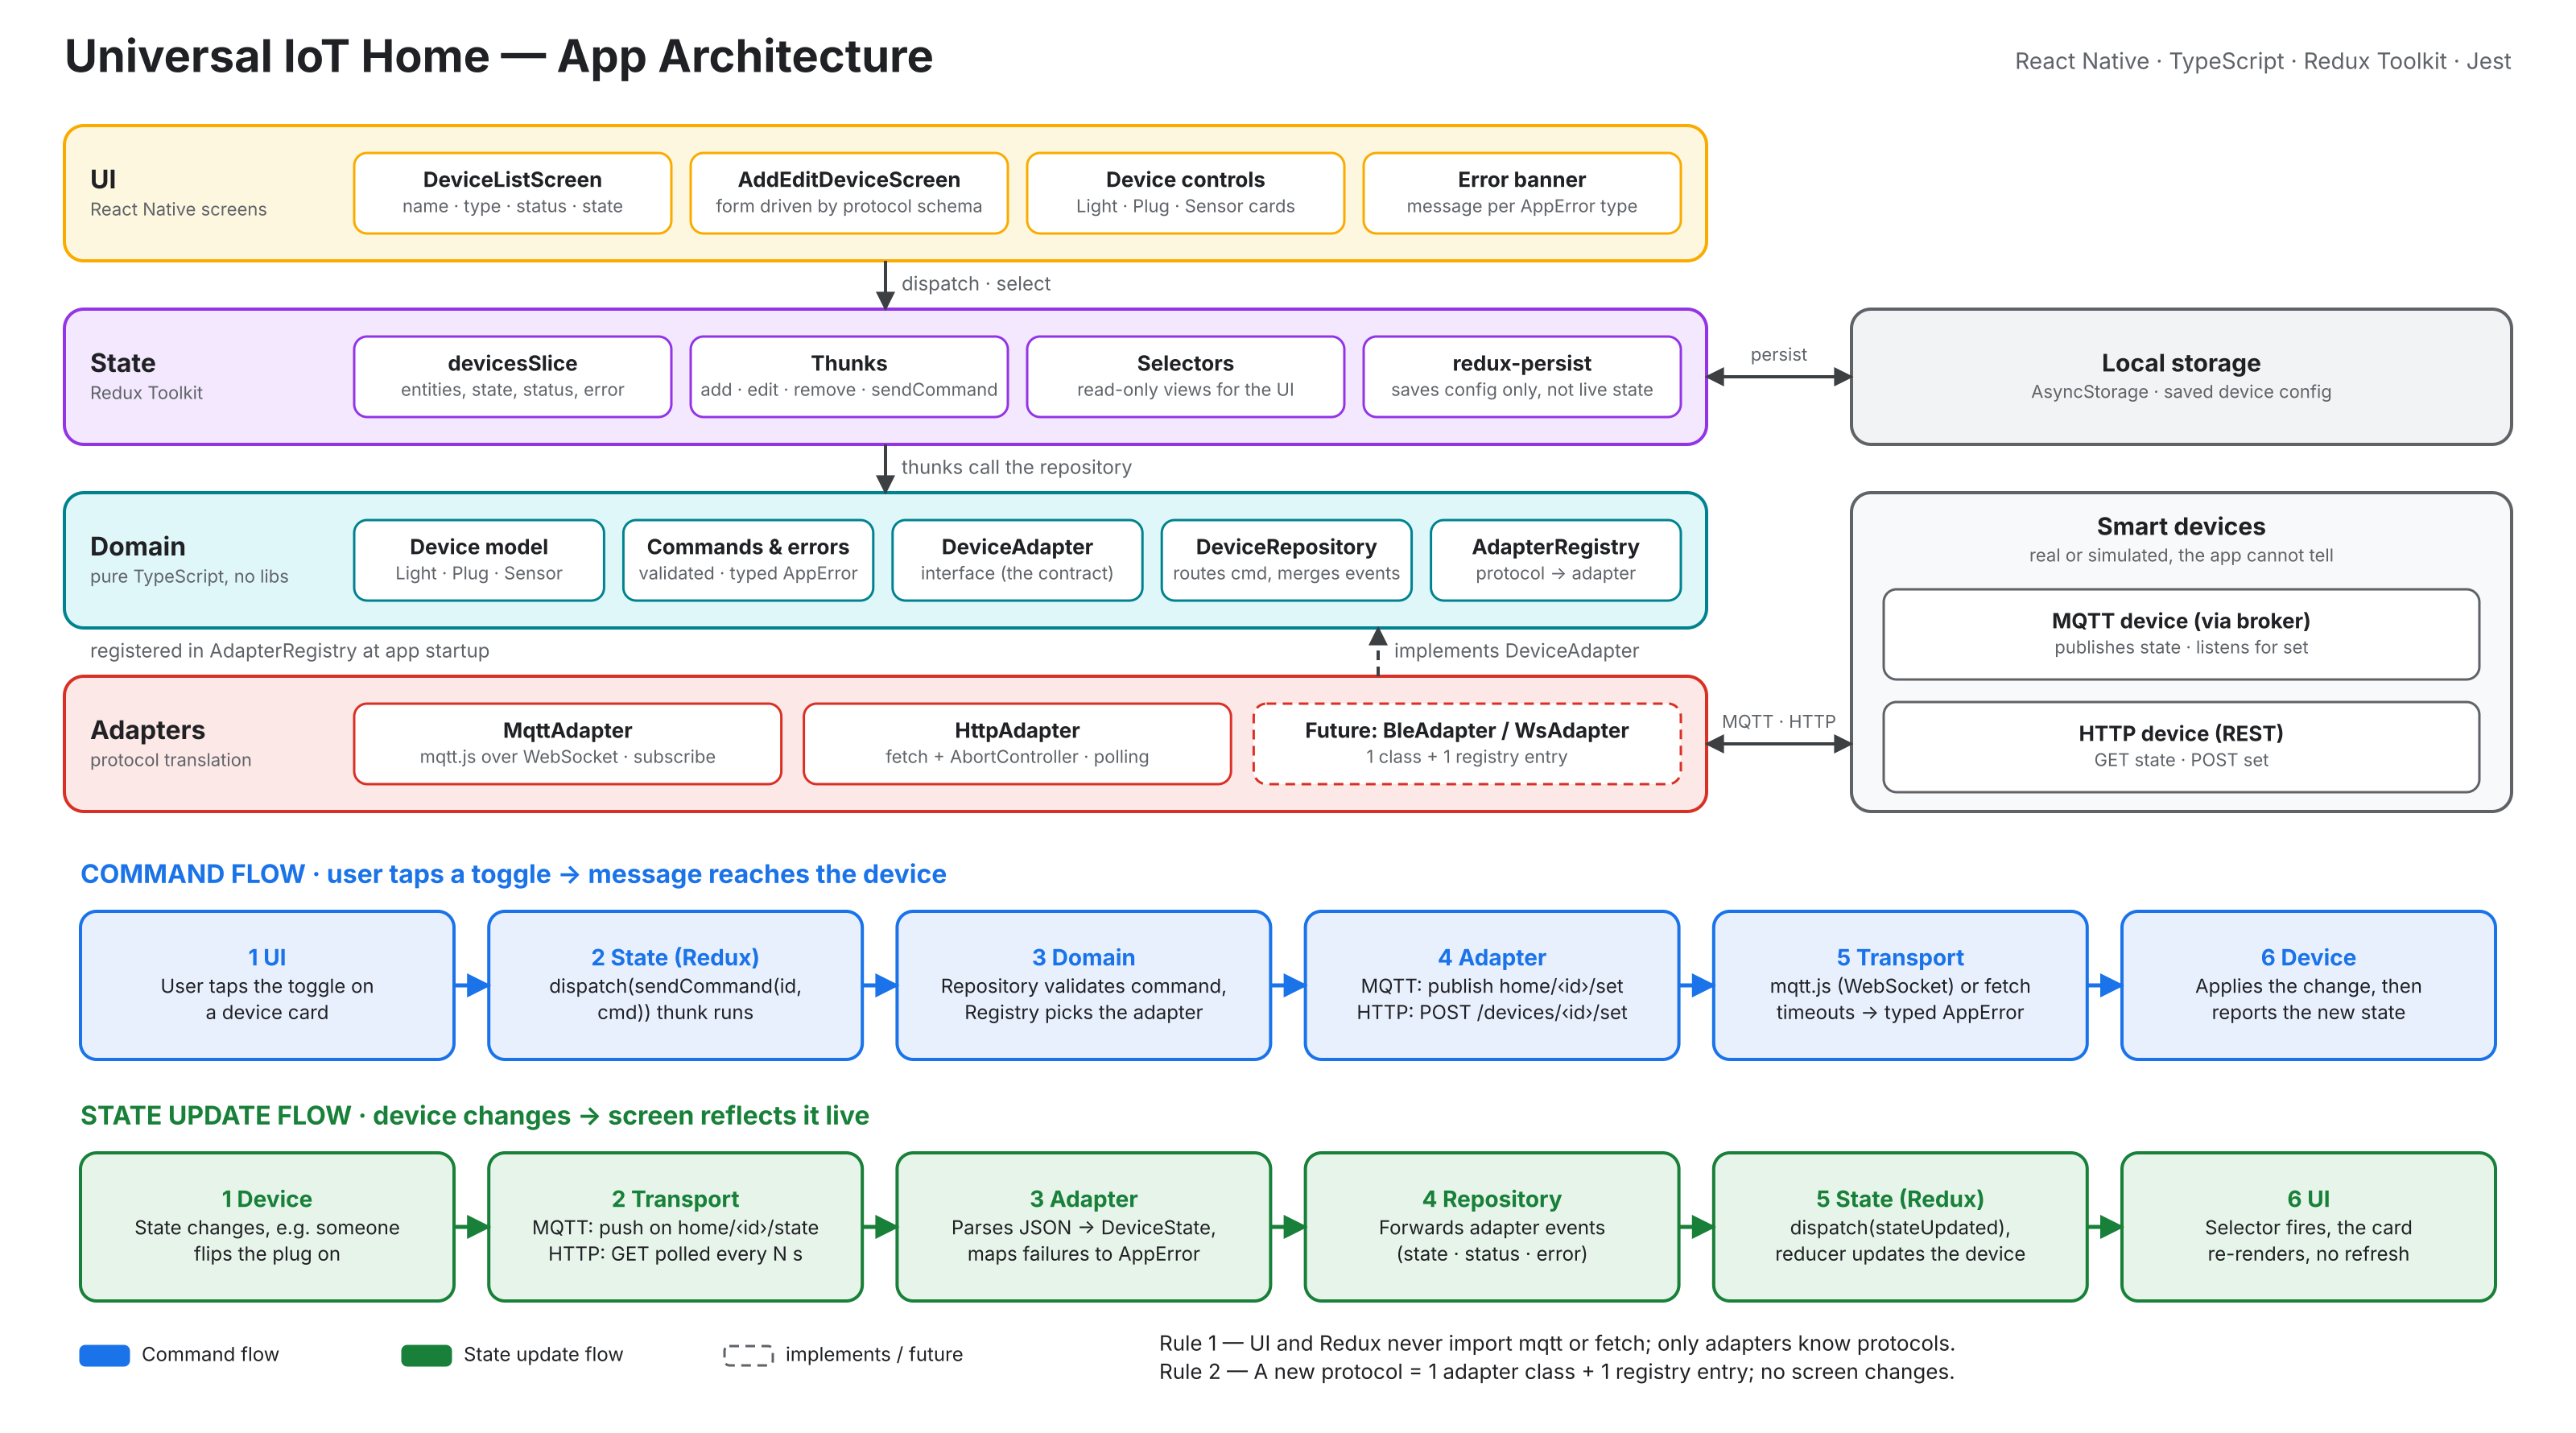 Universal IoT Home — App Architecture
React Native · TypeScript · Redux Toolkit · Jest
UI
React Native screens
DeviceListScreen
name · type · status · state
AddEditDeviceScreen
form driven by protocol schema
Device controls
Light · Plug · Sensor cards
Error banner
message per AppError type
dispatch · select
State
Redux Toolkit
devicesSlice
entities, state, status, error
Thunks
add · edit · remove · sendCommand
Selectors
read-only views for the UI
redux-persist
saves config only, not live state
persist
Local storage
AsyncStorage · saved device config
thunks call the repository
Domain
pure TypeScript, no libs
Device model
Light · Plug · Sensor
Commands & errors
validated · typed AppError
DeviceAdapter
interface (the contract)
DeviceRepository
routes cmd, merges events
AdapterRegistry
protocol → adapter
registered in AdapterRegistry at app startup
implements DeviceAdapter
Adapters
protocol translation
MqttAdapter
mqtt.js over WebSocket · subscribe
HttpAdapter
fetch + AbortController · polling
Future: BleAdapter / WsAdapter
1 class + 1 registry entry
MQTT · HTTP
Smart devices
real or simulated, the app cannot tell
MQTT device (via broker)
publishes state · listens for set
HTTP device (REST)
GET state · POST set
COMMAND FLOW · user taps a toggle → message reaches the device
1 UI
User taps the toggle on
a device card
2 State (Redux)
dispatch(sendCommand(id,
cmd)) thunk runs
3 Domain
Repository validates command,
Registry picks the adapter
4 Adapter
MQTT: publish home/‹id›/set
HTTP: POST /devices/‹id›/set
5 Transport
mqtt.js (WebSocket) or fetch
timeouts → typed AppError
6 Device
Applies the change, then
reports the new state
STATE UPDATE FLOW · device changes → screen reflects it live
1 Device
State changes, e.g. someone
flips the plug on
2 Transport
MQTT: push on home/‹id›/state
HTTP: GET polled every N s
3 Adapter
Parses JSON → DeviceState,
maps failures to AppError
4 Repository
Forwards adapter events
(state · status · error)
5 State (Redux)
dispatch(stateUpdated),
reducer updates the device
6 UI
Selector fires, the card
re-renders, no refresh
Command flow
State update flow
implements / future
Rule 1 — UI and Redux never import mqtt or fetch; only adapters know protocols.
Rule 2 — A new protocol = 1 adapter class + 1 registry entry; no screen changes.